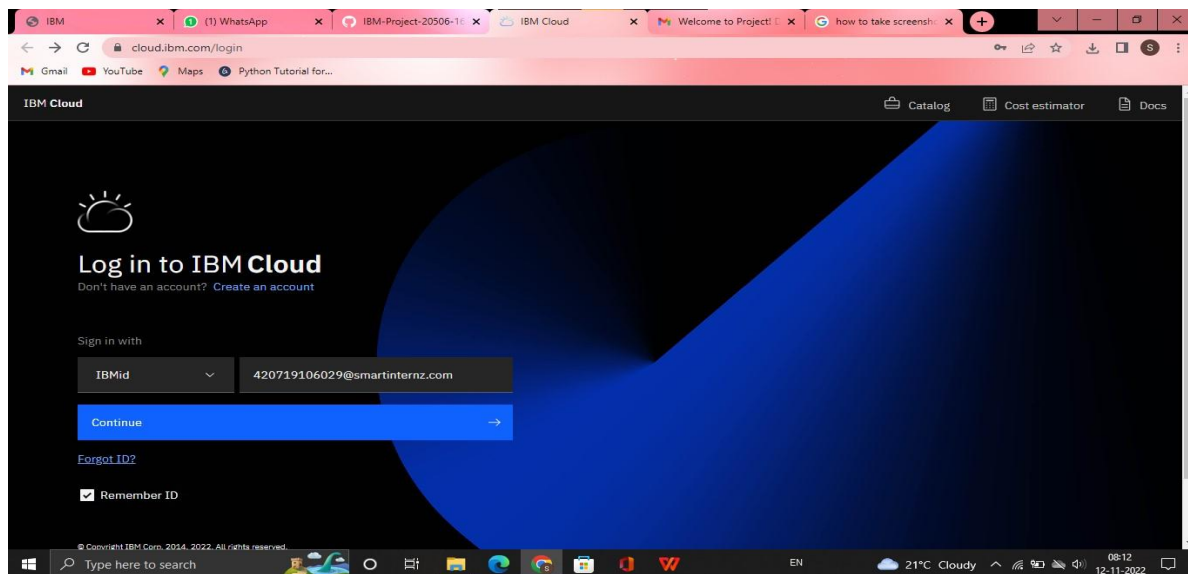 IBM
(1) WhatsApp
IBM-Project-20506-16
IBM Cloud
Welcome to Project!
how to take screensho
cloud.ibm.com/login
S
Gmail
YouTube
Maps
Python Tutorial for...
IBM Cloud
Catalog
Cost estimator
Docs
Log in to IBM Cloud
Don't have an account? Create an account
Sign in with
IBMid
420719106029@smartinternz.com
Continue
Forgot ID?
Remember ID
© Copyright IBM Corp. 2014, 2022. All rights reserved.
Type here to search
EN
21°C Cloudy
08:12
12-11-2022